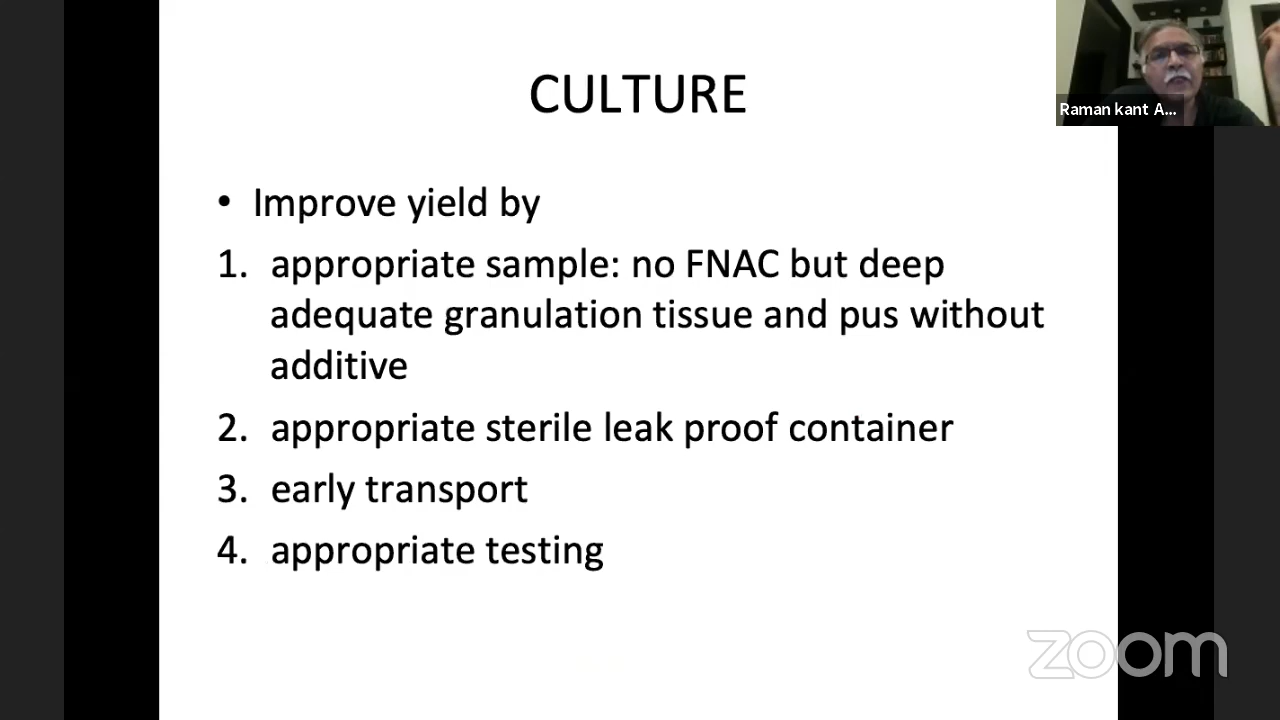 CULTURE
Raman kant A...
• Improve yield by
1. appropriate sample: no FNAC but deep
adequate granulation tissue and pus without
additive
2. appropriate sterile leak proof container
3. early transport
4. appropriate testing
zoom